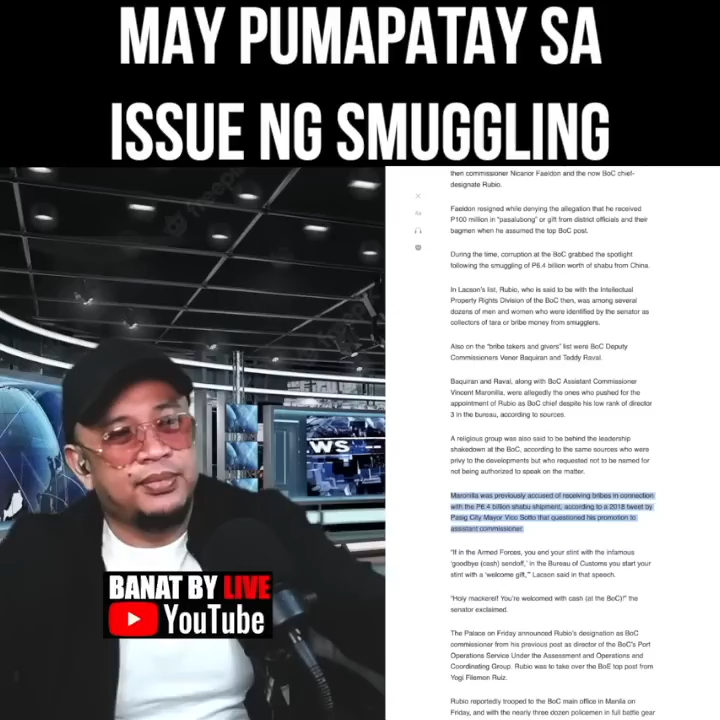 MAY PUMAPATAY SA
ISSUE NG SMUGGLING
then commissioner Nicanor Faeldon and the now BoC chief-
designate Rubio.
Faeldon resigned while denying the allegation that he received
P100 million in "pasalubong" or gift from district officials and their
bagmen when he assumed the top BoC post.
During the time, corruption at the BoC grabbed the spotlight
following the smuggling of P6.4 billion worth of shabu from China.
In Lacson's list, Rubio, who is said to be with the Intellectual
Property Rights Division of the BoC then, was among several
dozens of men and women who were identified by the senator as
collectors of tara or bribe money from smugglers.
Also on the "bribe takers and givers" list were BoC Deputy
Commissioners Vener Baquiran and Teddy Raval.
Baquiran and Raval, along with BoC Assistant Commissioner
Vincent Maronilla, were allegedly the ones who pushed for the
appointment of Rubio as BoC chief despite his low rank of director
3 in the bureau, according to sources.
A religious group was also said to be behind the leadership
shakedown at the BoC, according to the same sources who were
privy to the developments but who requested not to be named for
not being authorized to speak on the matter.
Maronilla was previously accused of receiving bribes in connection
with the P6.4 billion shabu shipment, according to a 2018 tweet by
Pasig City Mayor Vico Sotto that questioned his promotion to
assistant commissioner.
"If in the Armed Forces, you end your stint with the infamous
'goodbye (cash) sendoff,' in the Bureau of Customs you start your
stint with a 'welcome gift,'" Lacson said in that speech.
"Holy mackerel! You're welcomed with cash (at the BoC)!" the
senator exclaimed.
The Palace on Friday announced Rubio's designation as BoC
commissioner from his previous post as director of the BoC's Port
Operations Service Under the Assessment and Operations and
Coordinating Group. Rubio was to take over the BoE top post from
Yogi Filemon Ruiz.
Rubio reportedly trooped to the BoC main office in Manila on
Friday, and with the nearly three dozen policemen in full battle gear
WS
BANAT BY LIVE
YouTube